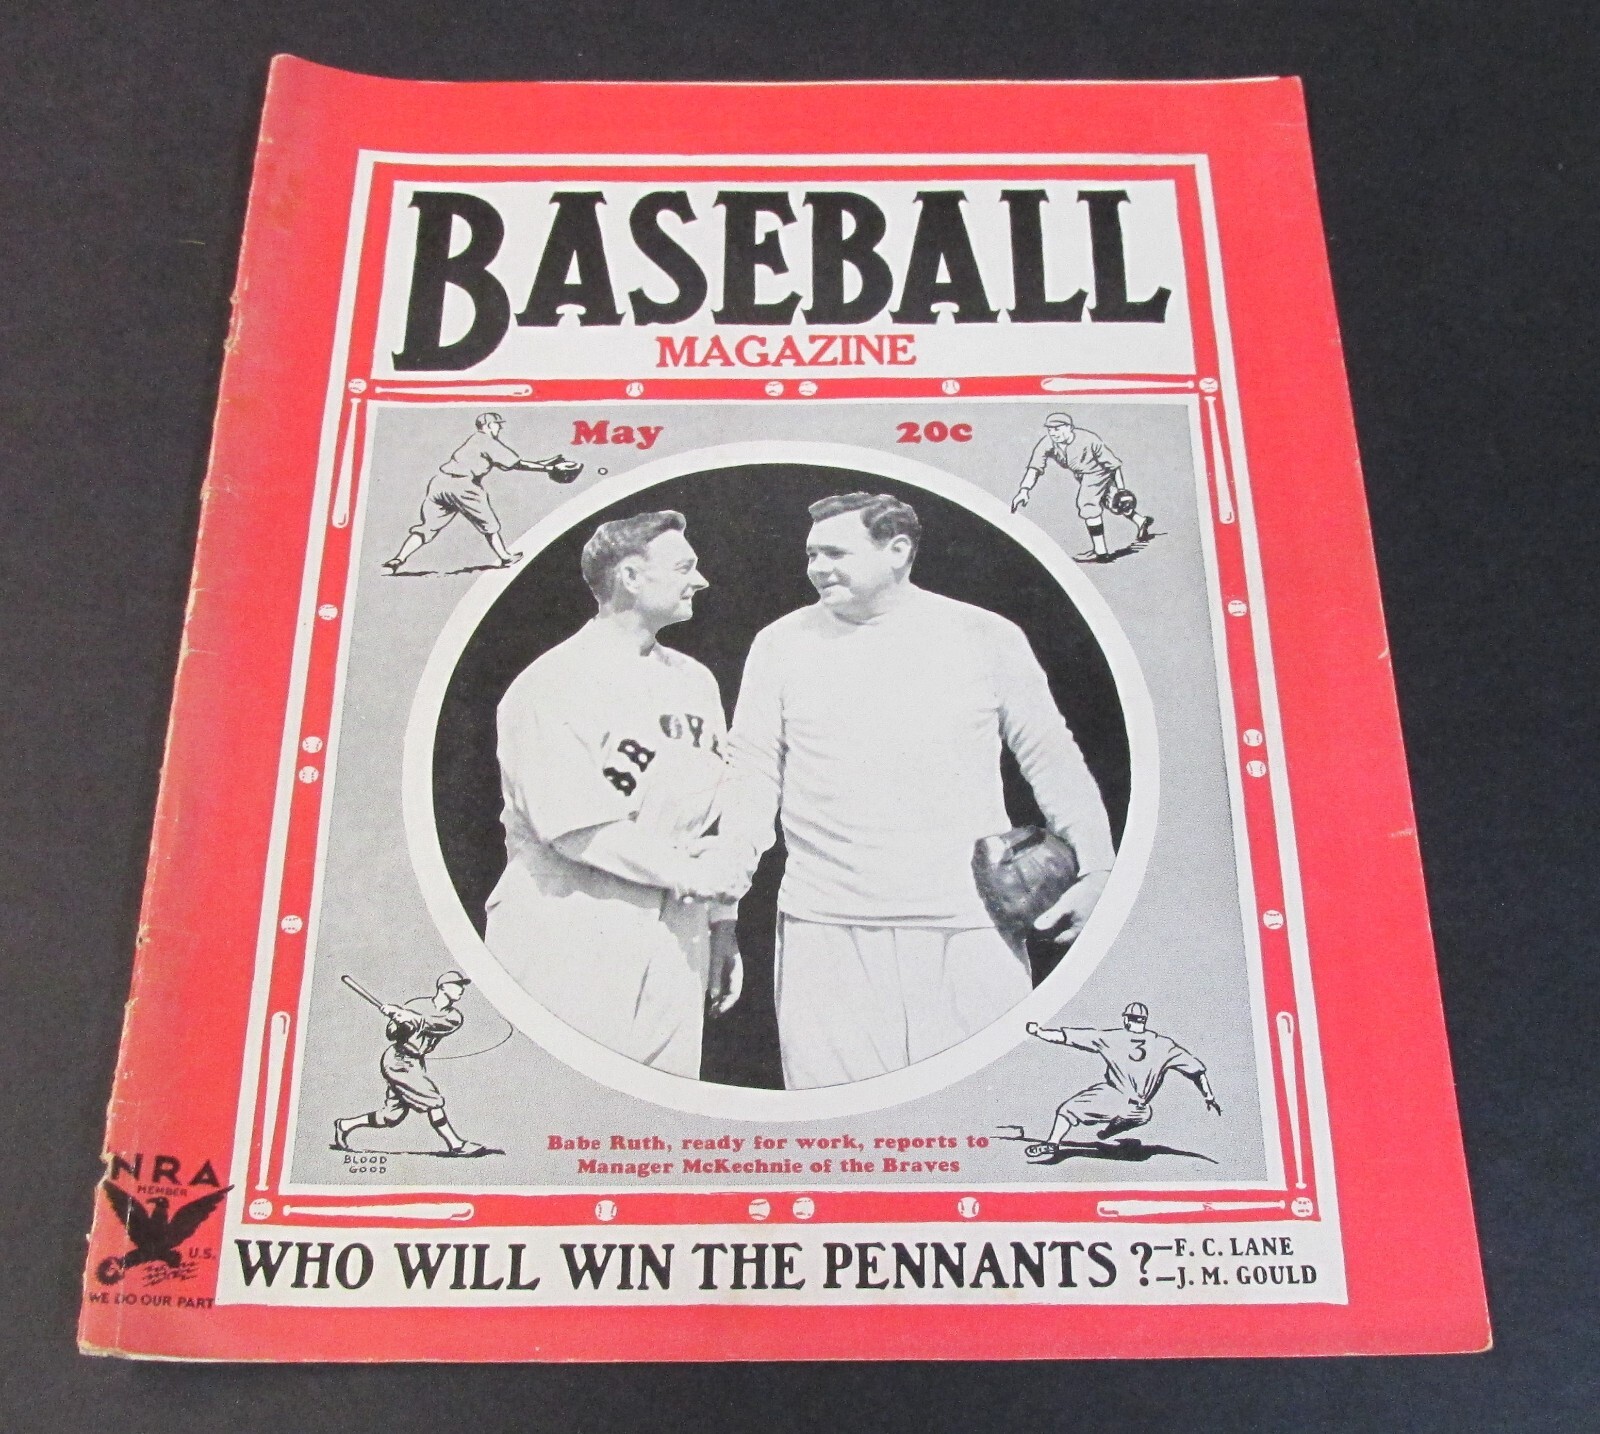 BASEBALL
MAGAZINE
May 20c
BRAVE
3
BLOOD
GOOD
Babe Ruth, ready for work, reports to
Manager McKechnie of the Braves
NRA
MEMBER
U.S.
WE DO OUR PART
WHO WILL WIN THE PENNANTS?
—F. C. LANE
—J. M. GOULD